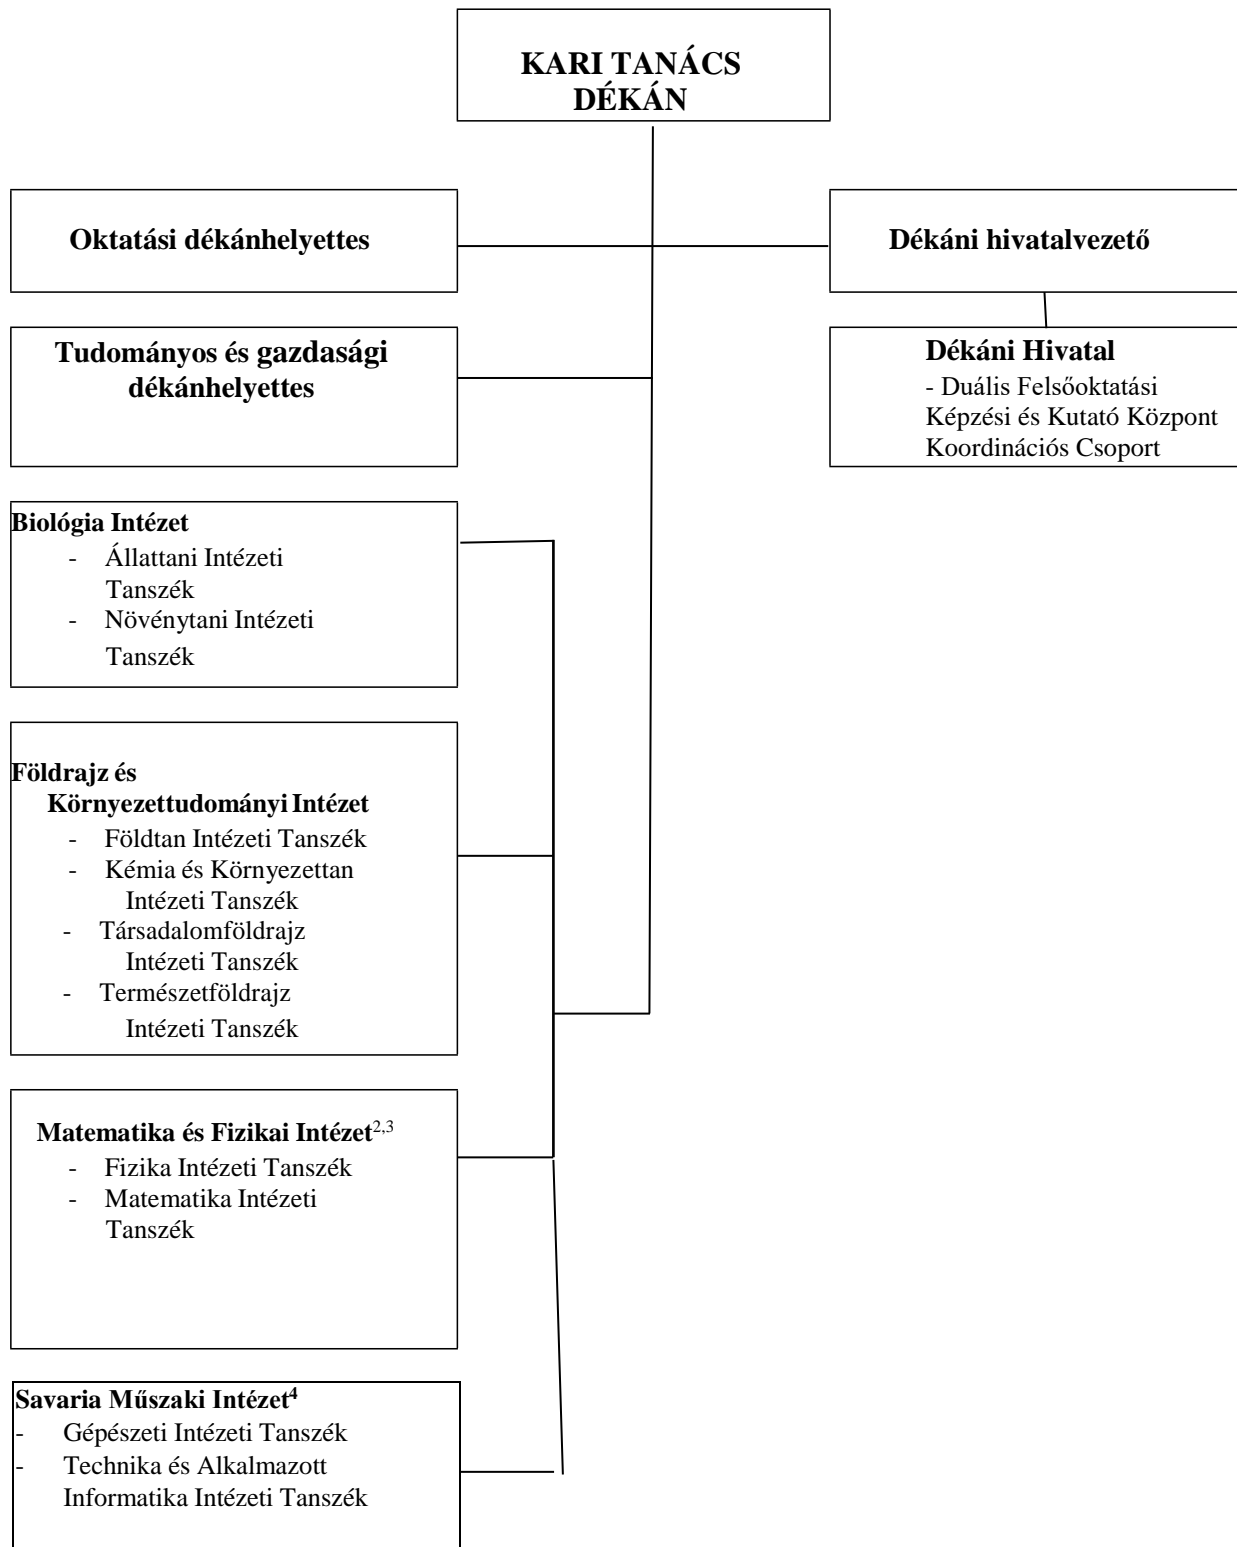 KARI TANÁCS
DÉKÁN
Oktatási dékánhelyettes
Dékáni hivatalvezető
Tudományos és gazdasági
dékánhelyettes
Dékáni Hivatal
- Duális Felsőoktatási
Képzési és Kutató Központ
Koordinációs Csoport
Biológia Intézet
- Állattani Intézeti
Tanszék
- Növénytani Intézeti
Tanszék
Földrajz és
Környezettudományi Intézet
- Földtan Intézeti Tanszék
- Kémia és Környezettan
Intézeti Tanszék
- Társadalomföldrajz
Intézeti Tanszék
- Természetföldrajz
Intézeti Tanszék
Matematika és Fizikai Intézet2,3
- Fizika Intézeti Tanszék
- Matematika Intézeti
Tanszék
Savaria Műszaki Intézet4
- Gépészeti Intézeti Tanszék
- Technika és Alkalmazott
Informatika Intézeti Tanszék